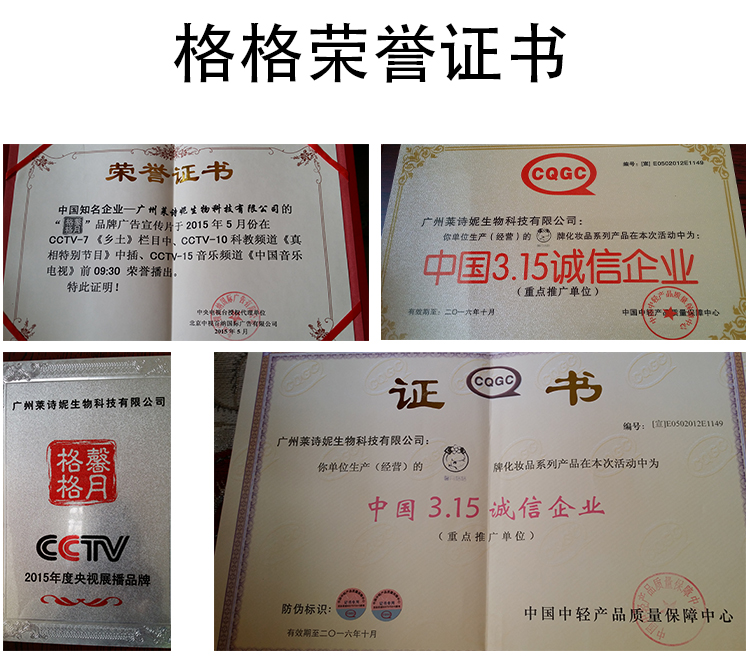 格格荣誉证书
荣誉证书
中国知名企业—广州莱诗妮生物科技有限公司的
“格格馨月”品牌广告宣传片于2015年5月份在
CCTV-7《乡土》栏目中、CCTV-10科教频道《真
相特别节目》中插、CCTV-15音乐频道《中国音乐
电视》前09:30 荣誉播出。
特此证明！
中央电视台授权代理单位
国际广告有限公司
2015年5月
CQGC
编号：[宣] E0502012E1149
广州莱诗妮生物科技有限公司：
你单位生产（经营）的 牌化妆品系列产品在本次活动中为：
中国3.15诚信企业
（重点推广单位）
有效期至：二〇一六年十月
中国中轻产品质量保障中心
广州莱诗妮生物科技有限公司
格格馨月
CCTV
2015年度央视展播品牌
证 CQGC 书
编号：[宣]E0502012E1149
广州莱诗妮生物科技有限公司：
你单位生产（经营）的 牌化妆品系列产品在本次活动中为
中国 3.15 诚信企业
（重点推广单位）
防伪标识：
有效期至二〇一六年十月
中国中轻产品质量保障中心